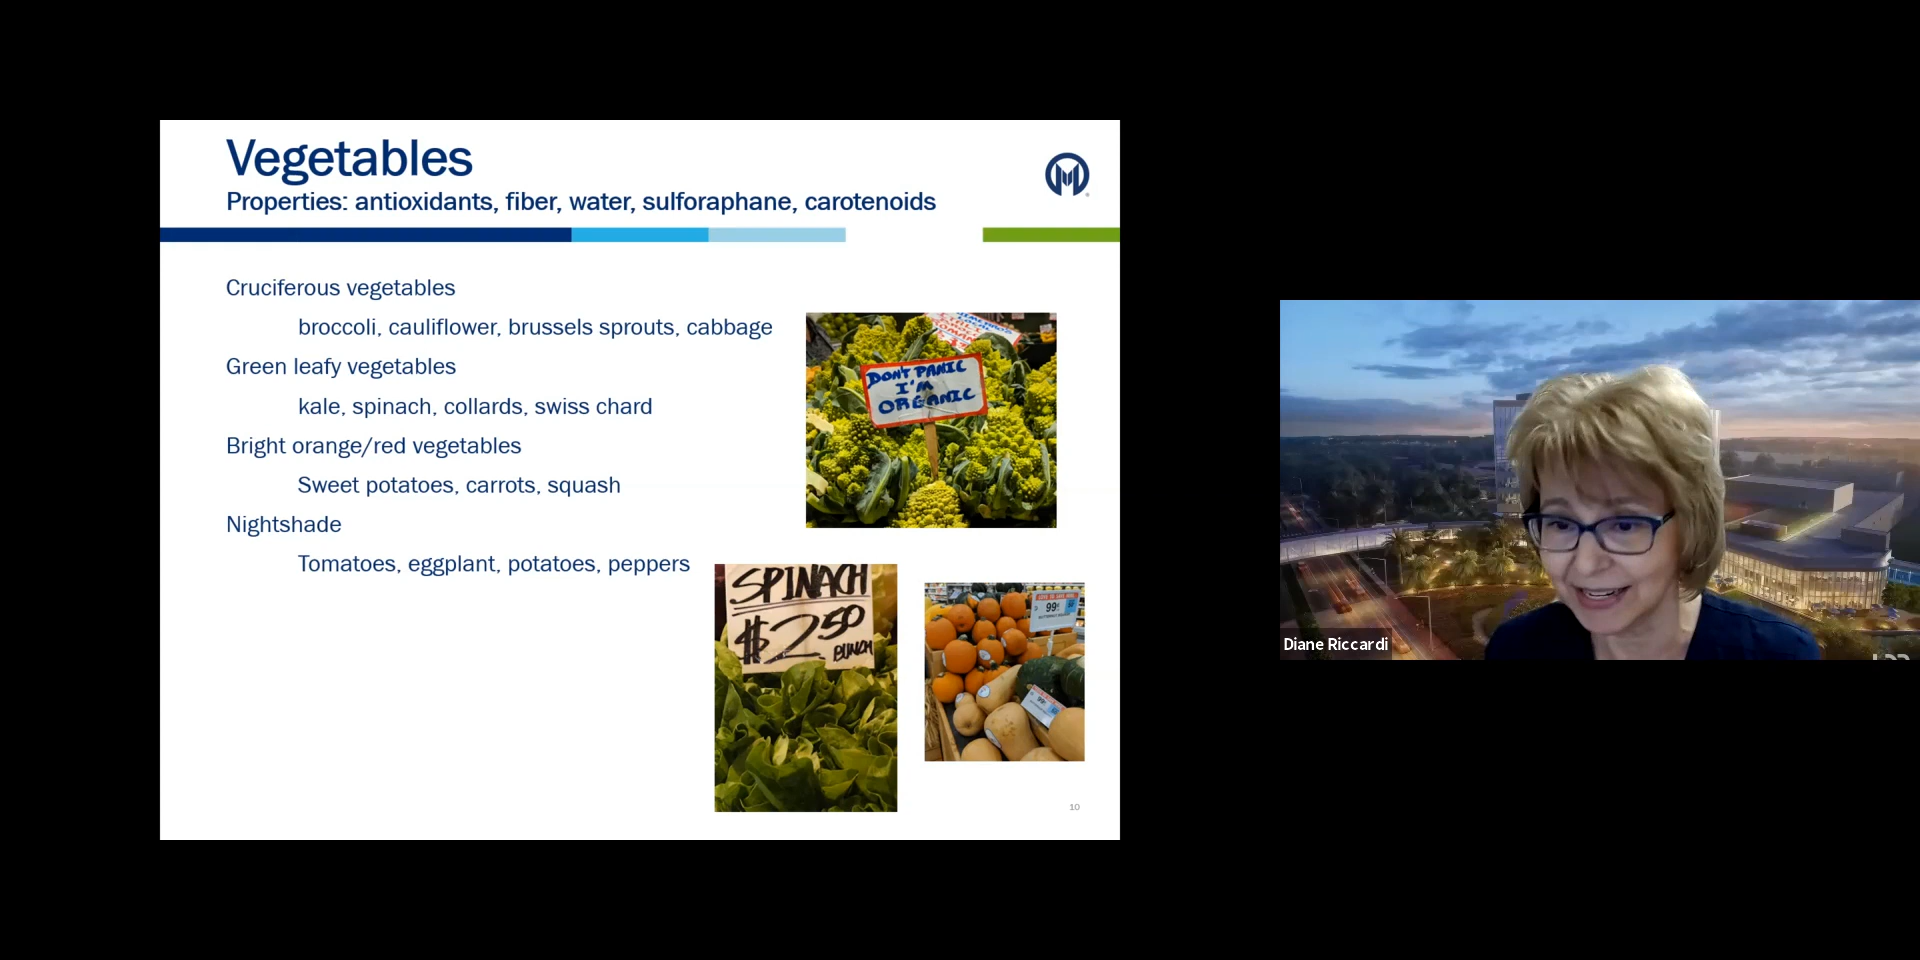 Vegetables
Properties: antioxidants, fiber, water, sulforaphane, carotenoids
Cruciferous vegetables
broccoli, cauliflower, brussels sprouts, cabbage
Green leafy vegetables
kale, spinach, collards, swiss chard
Bright orange/red vegetables
Sweet potatoes, carrots, squash
Nightshade
Tomatoes, eggplant, potatoes, peppers
DON'T PANIC
I'M
ORGANIC
SPINACH
$2.50
BUNCH
99¢
10
Diane Riccardi